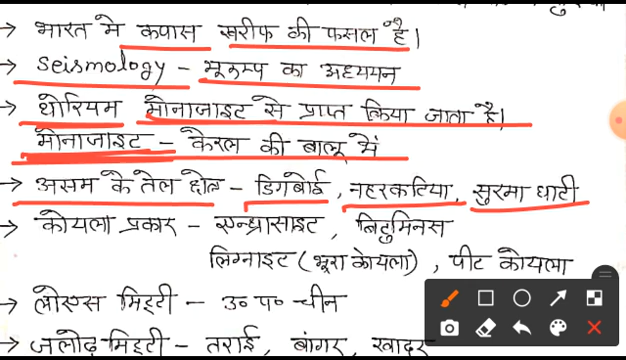 → भारत मे कपास खरीफ की फसल है।
→ Seismology - भूकम्प का अध्ययन
→ थोरियम मोनाजाइट से प्राप्त किया जाता है।
मोनाजाइट - केरल की बालू में
→ असम के तेल क्षेत्र - डिगबोई, नहरकटिया, सुरमा घाटी
→ कोयला प्रकार - एन्थ्रासाइट, बिटुमिनस
लिग्नाइट (भूरा कोयला), पीट कोयला
→ लोएस मिट्टी - उ० प० चीन
→ जलोढ़ मिट्टी - तराई, बांगर, खादर